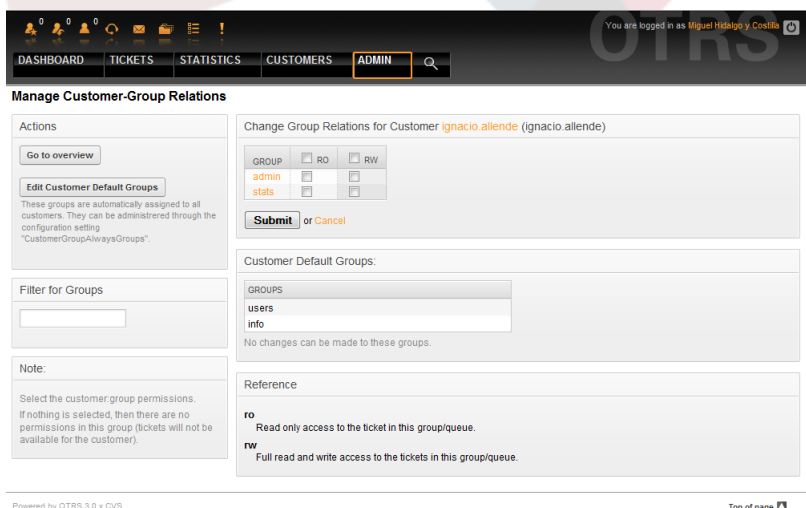 0 0 0
You are logged in as Miguel Hidalgo y Costilla
OTRS
DASHBOARD TICKETS STATISTICS CUSTOMERS ADMIN
Manage Customer-Group Relations
Actions
Go to overview
Edit Customer Default Groups
These groups are automatically assigned to all
customers. They can be administrered through the
configuration setting
"CustomerGroupAlwaysGroups".
Filter for Groups
Note:
Select the customer:group permissions.
If nothing is selected, then there are no
permissions in this group (tickets will not be
available for the customer).
Change Group Relations for Customer ignacio.allende (ignacio.allende)
GROUP RO RW
admin
stats
Submit or Cancel
Customer Default Groups:
GROUPS
users
info
No changes can be made to these groups.
Reference
ro
Read only access to the ticket in this group/queue.
rw
Full read and write access to the tickets in this group/queue.
Powered by OTRS 3.0.x CVS
Top of page